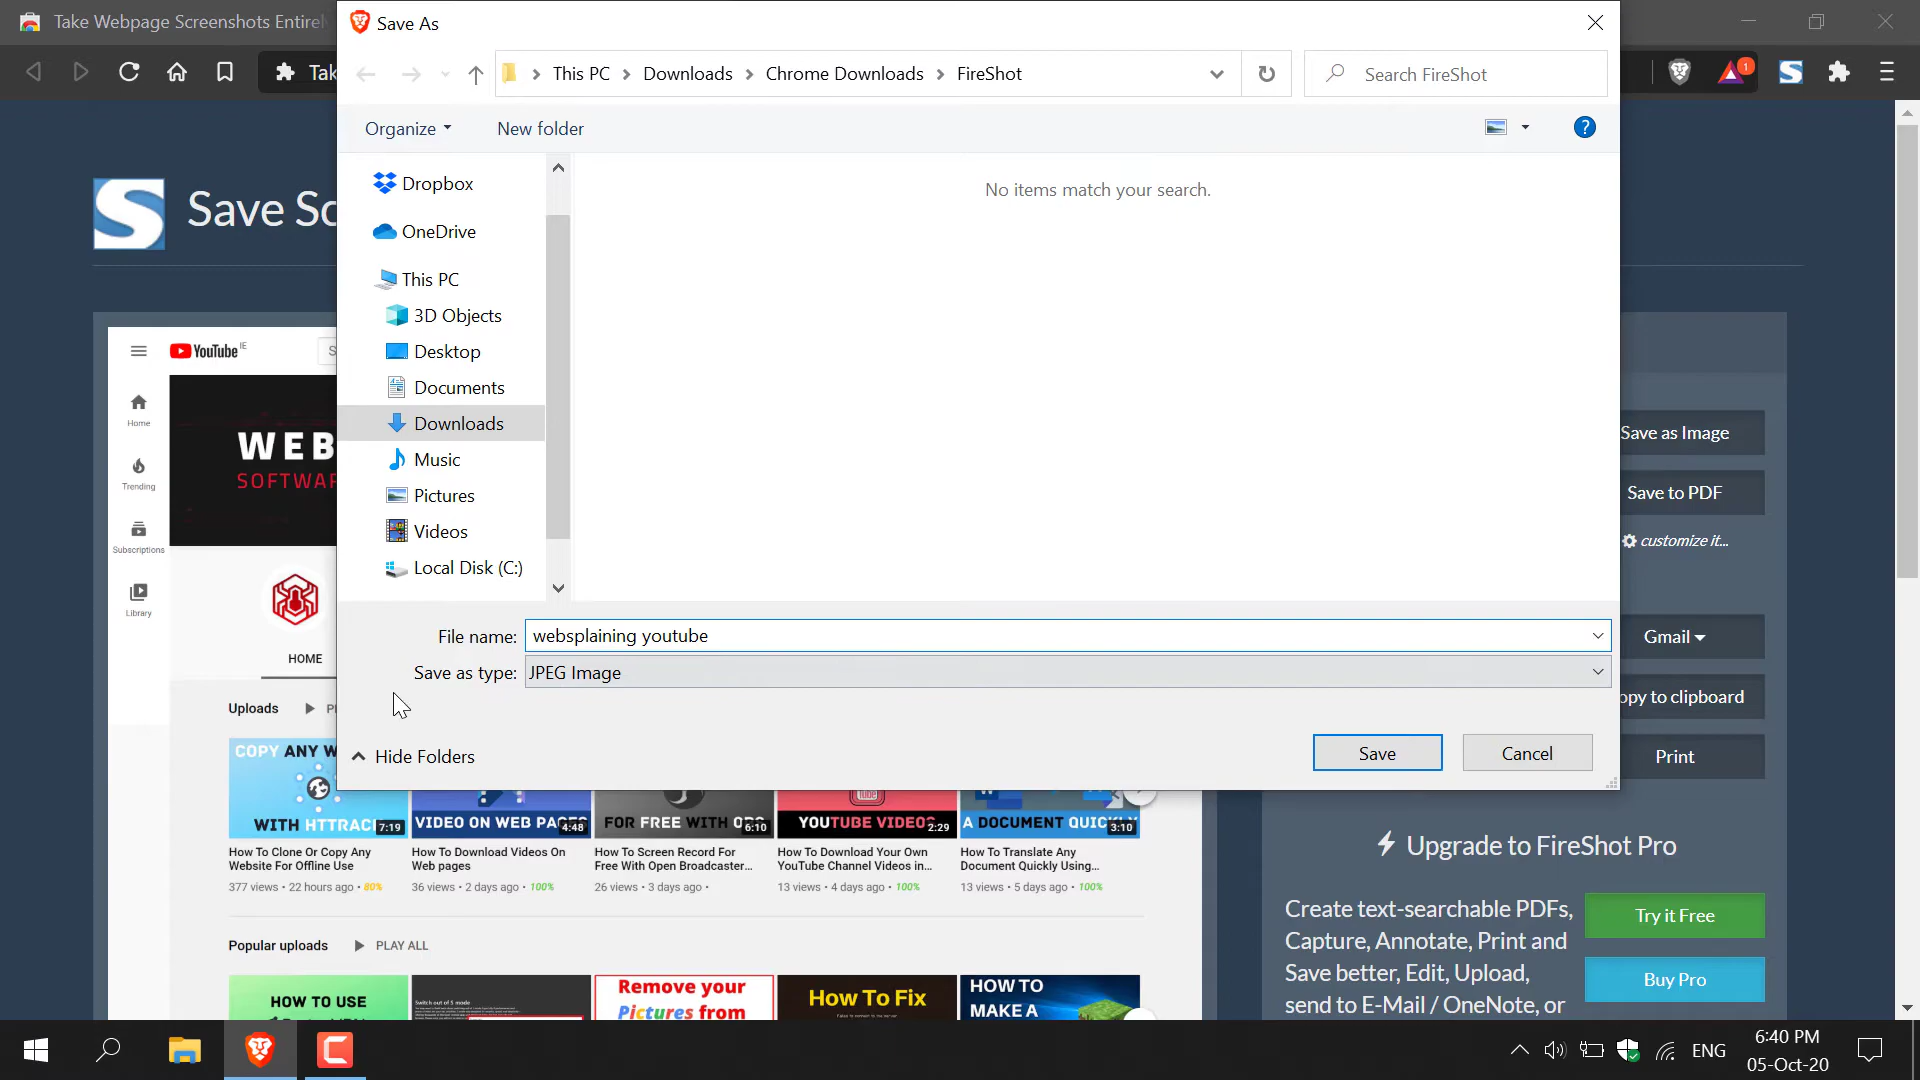 Take Webpage Screenshots Entirel
Save As
Tak
This PC > Downloads > Chrome Downloads > FireShot
Search FireShot
1
Organize
New folder
?
Dropbox
No items match your search.
Save Sc
OneDrive
This PC
3D Objects
YouTube IE
S
Desktop
Documents
Home
Downloads
Save as Image
WEB
Music
SOFTWAR
Trending
Pictures
Save to PDF
Videos
customize it...
Subscriptions
Local Disk (C:)
Library
File name: websplaining youtube
Gmail
HOME
Save as type: JPEG Image
opy to clipboard
Uploads
Hide Folders
Save
Cancel
Print
COPY ANY W
WITH HTTRAC
7:19
VIDEO ON WEB PAGES
4:48
FOR FREE WITH OBS
6:10
YOUTUBE VIDEOS
2:29
A DOCUMENT QUICKLY
3:10
How To Clone Or Copy Any
Website For Offline Use
377 views • 22 hours ago • 80%
How To Download Videos On
Web pages
36 views • 2 days ago • 100%
How To Screen Record For
Free With Open Broadcaster...
26 views • 3 days ago •
How To Download Your Own
YouTube Channel Videos in...
13 views • 4 days ago • 100%
How To Translate Any
Document Quickly Using...
13 views • 5 days ago • 100%
Upgrade to FireShot Pro
Create text-searchable PDFs,
Capture, Annotate, Print and
Save better, Edit, Upload,
send to E-Mail / OneNote, or
Try it Free
Buy Pro
Popular uploads
PLAY ALL
HOW TO USE
Switch out of S mode
Remove your
Pictures from
How To Fix
HOW TO
MAKE A
ENG
6:40 PM
05-Oct-20